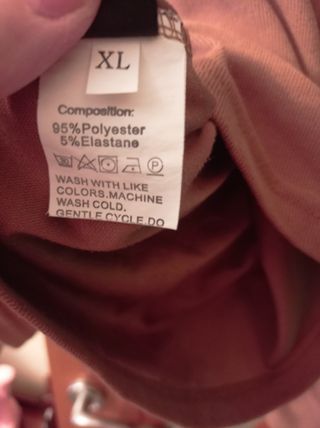 XL
Composition:
95%Polyester
5%Elastane
WASH WITH LIKE
COLORS.MACHINE
WASH COLD.
GENTLE CYCLE.DO